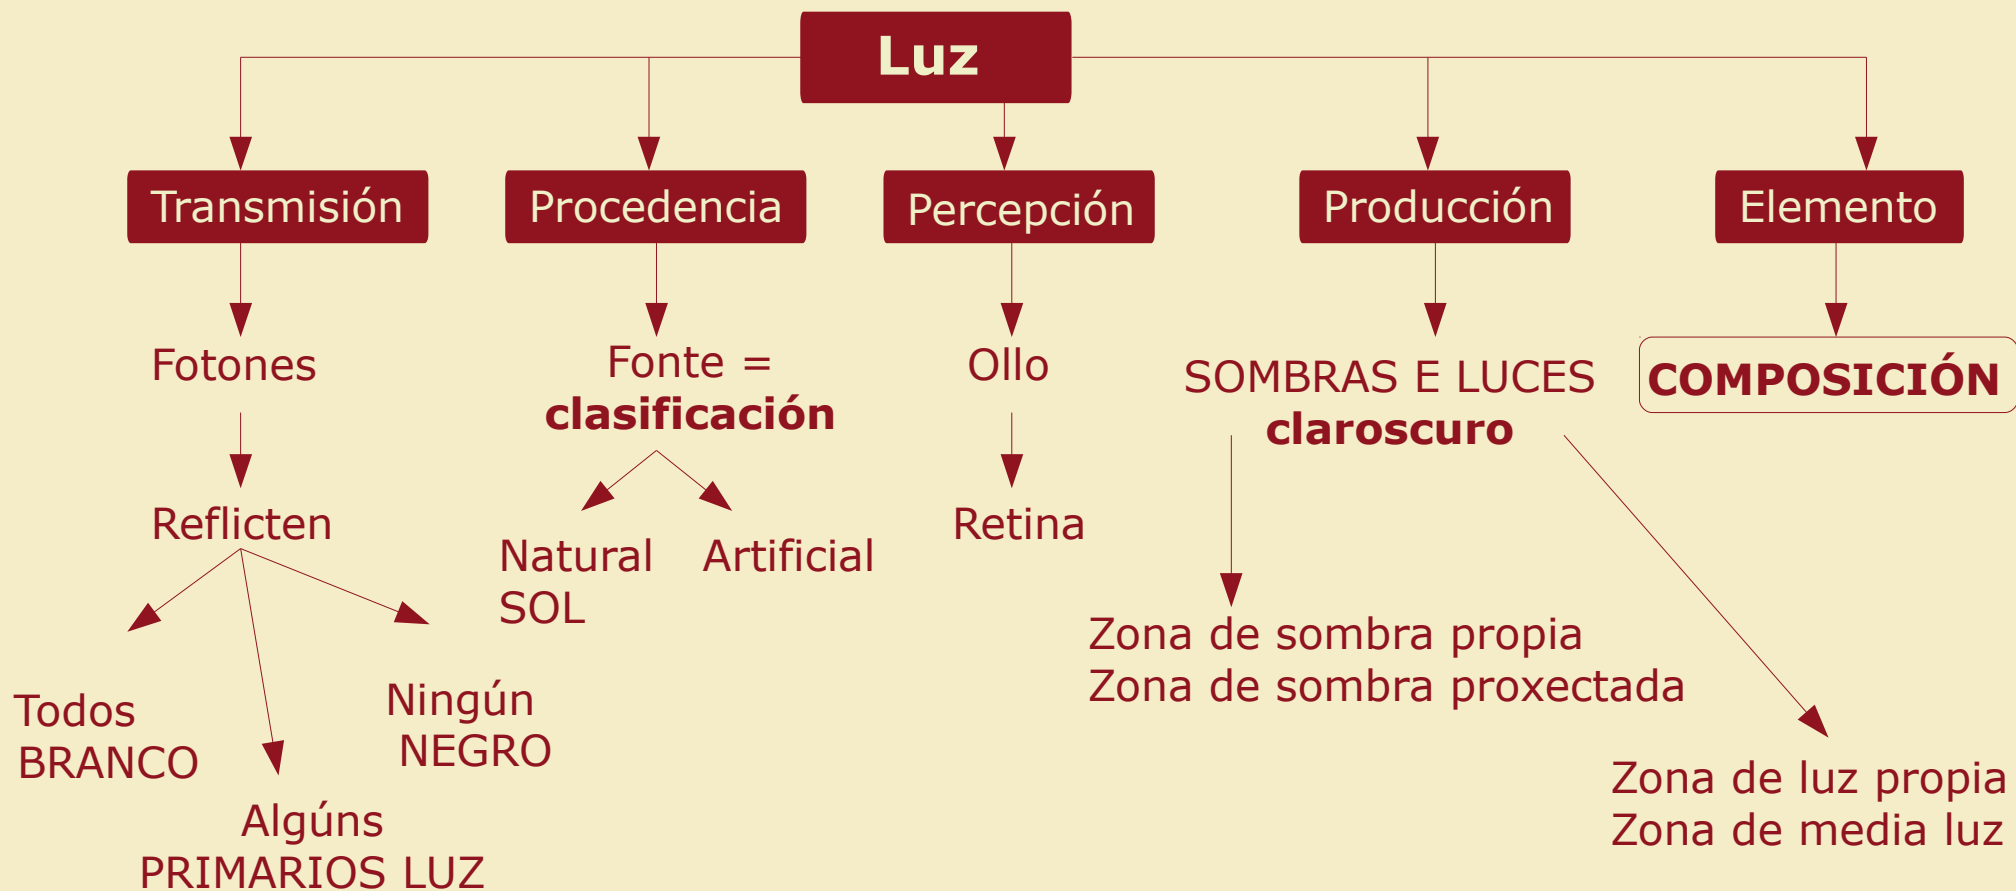 Luz
Transmisión
Procedencia
Percepción
Producción
Elemento
Fotones
Reflicten
Todos
BRANCO
Algúns
PRIMARIOS LUZ
Ningún
NEGRO
Fonte =
clasificación
Natural
SOL
Artificial
Ollo
Retina
SOMBRAS E LUCES
claroscuro
Zona de sombra propia
Zona de sombra proxectada
Zona de luz propia
Zona de media luz
COMPOSICIÓN